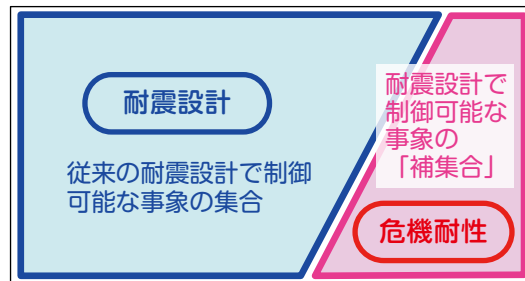 耐震設計
従来の耐震設計で制御
可能な事象の集合
耐震設計で
制御可能な
事象の
「補集合」
危機耐性